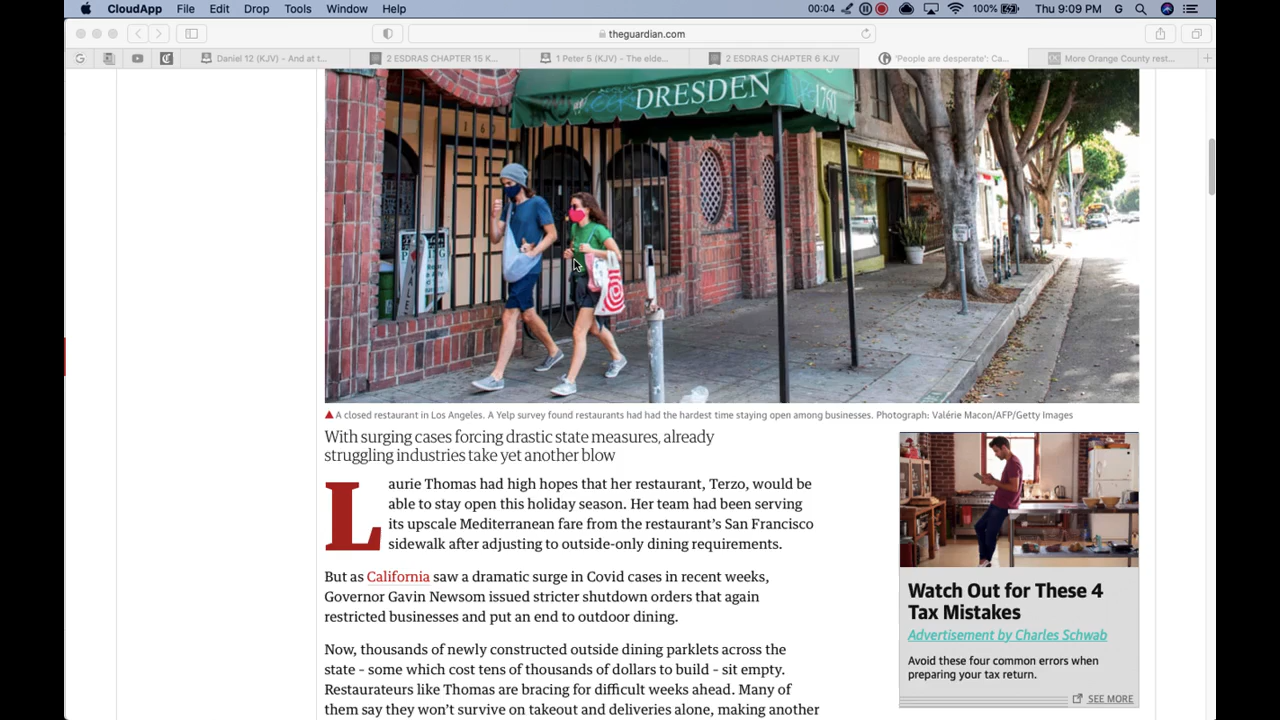 CloudApp File Edit Drop Tools Window Help 00:04 100% Thu 9:09 PM G
theguardian.com
Daniel 12 (KJV) - And at t...
2 ESDRAS CHAPTER 15 K...
1 Peter 5 (KJV) - The elde...
2 ESDRAS CHAPTER 6 KJV
'People are desperate': Ca...
More Orange County rest...
DRESDEN 1760
A closed restaurant in Los Angeles. A Yelp survey found restaurants had had the hardest time staying open among businesses. Photograph: Valérie Macon/AFP/Getty Images
With surging cases forcing drastic state measures, already
struggling industries take yet another blow
Laurie Thomas had high hopes that her restaurant, Terzo, would be
able to stay open this holiday season. Her team had been serving
its upscale Mediterranean fare from the restaurant's San Francisco
sidewalk after adjusting to outside-only dining requirements.
But as California saw a dramatic surge in Covid cases in recent weeks,
Governor Gavin Newsom issued stricter shutdown orders that again
restricted businesses and put an end to outdoor dining.
Now, thousands of newly constructed outside dining parklets across the
state – some which cost tens of thousands of dollars to build – sit empty.
Restaurateurs like Thomas are bracing for difficult weeks ahead. Many of
them say they won't survive on takeout and deliveries alone, making another
Watch Out for These 4
Tax Mistakes
Advertisement by Charles Schwab
Avoid these four common errors when
preparing your tax return.
SEE MORE